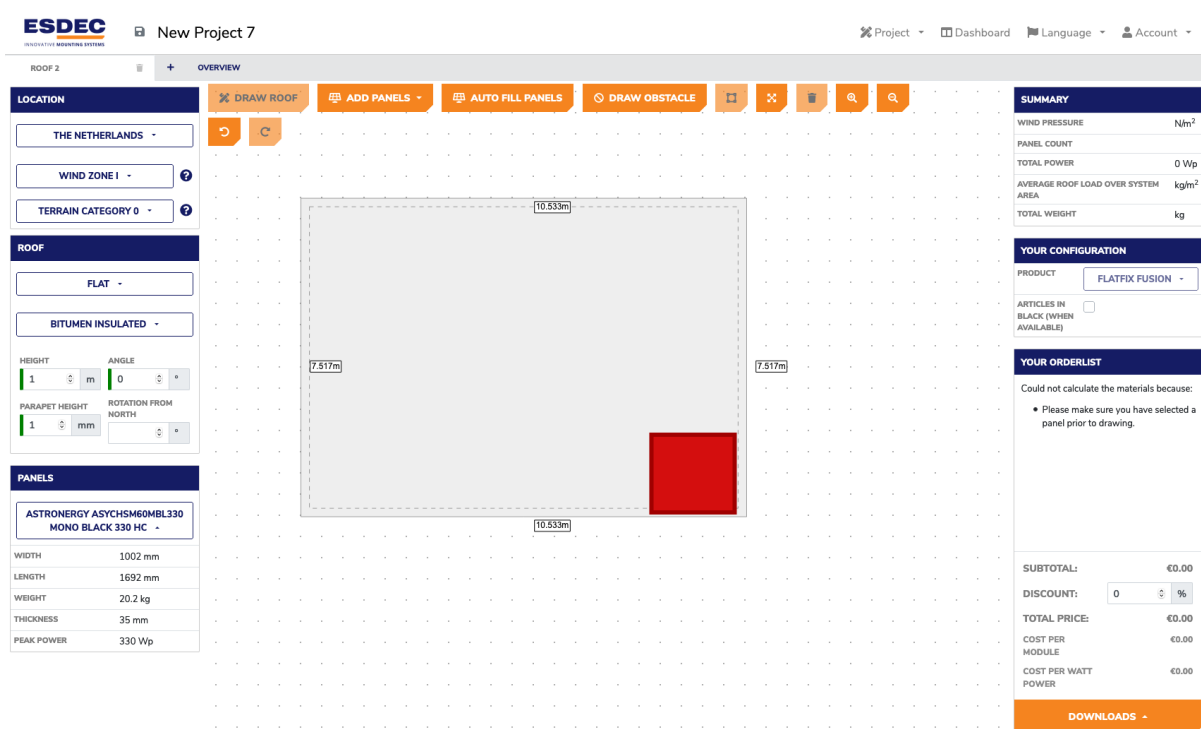 ESDEC
INNOVATIVE MOUNTING SYSTEMS
New Project 7
Project
Dashboard
Language
Account
ROOF 2
+
OVERVIEW
LOCATION
THE NETHERLANDS
WIND ZONE I
TERRAIN CATEGORY 0
ROOF
FLAT
BITUMEN INSULATED
HEIGHT ANGLE
1 m 0 °
PARAPET HEIGHT ROTATION FROM NORTH
1 mm °
PANELS
ASTRONERGY ASYCHSM60MBL330
MONO BLACK 330 HC
WIDTH 1002 mm
LENGTH 1692 mm
WEIGHT 20.2 kg
THICKNESS 35 mm
PEAK POWER 330 Wp
DRAW ROOF
ADD PANELS
AUTO FILL PANELS
DRAW OBSTACLE
10.533m
7.517m
7.517m
10.533m
SUMMARY
WIND PRESSURE N/m²
PANEL COUNT
TOTAL POWER 0 Wp
AVERAGE ROOF LOAD OVER SYSTEM kg/m²
AREA
TOTAL WEIGHT kg
YOUR CONFIGURATION
PRODUCT FLATFIX FUSION
ARTICLES IN
BLACK (WHEN
AVAILABLE)
YOUR ORDERLIST
Could not calculate the materials because:
• Please make sure you have selected a
panel prior to drawing.
SUBTOTAL: €0.00
DISCOUNT: 0 %
TOTAL PRICE: €0.00
COST PER €0.00
MODULE
COST PER WATT €0.00
POWER
DOWNLOADS